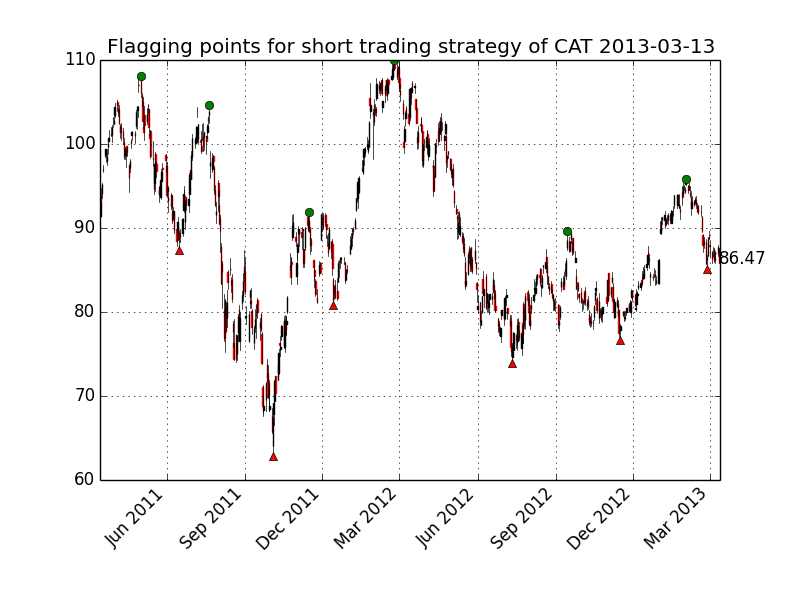 Flagging points for short trading strategy of CAT 2013-03-13
110
100
90
80
70
60
86.47
Jun 2011
Sep 2011
Dec 2011
Mar 2012
Jun 2012
Sep 2012
Dec 2012
Mar 2013